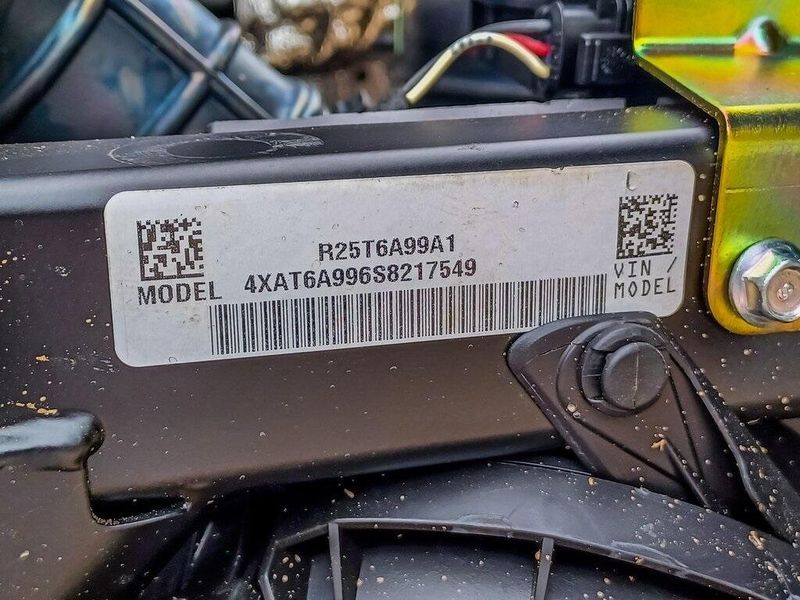 R25T6A99A1
4XAT6A996S8217549
MODEL
VIN /
MODEL